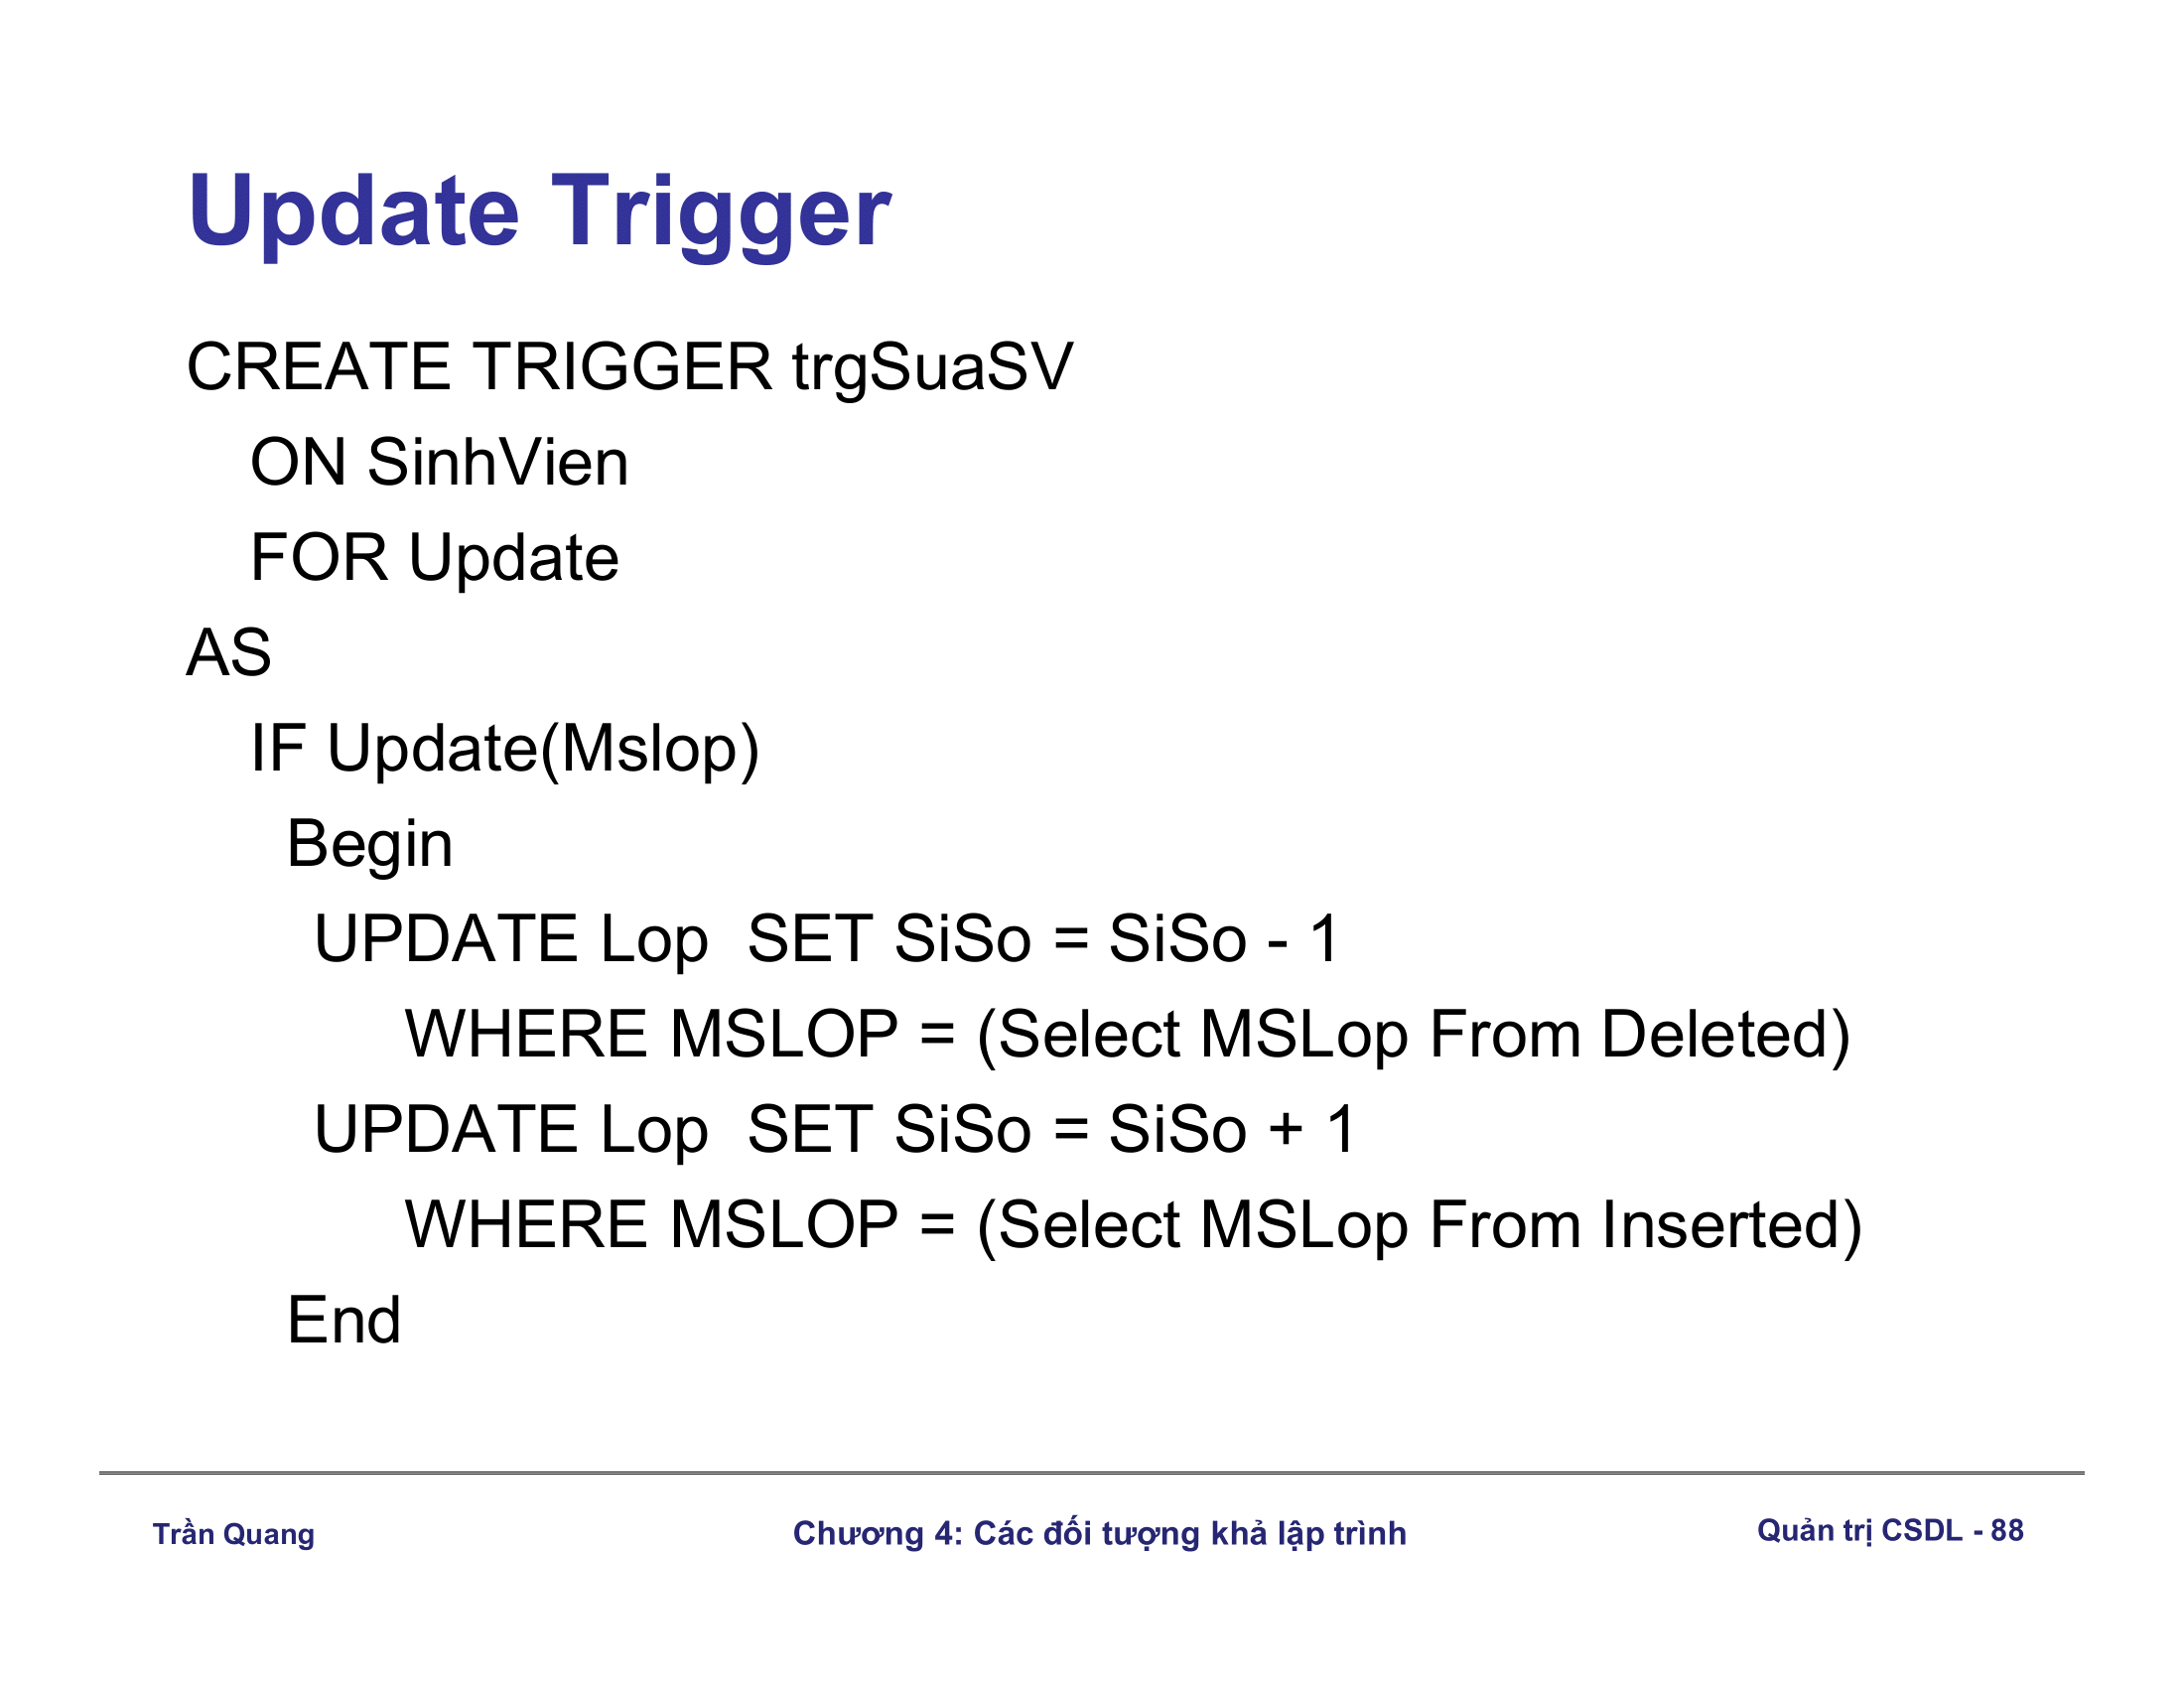 Update Trigger
CREATE TRIGGER trgSuaSV
ON SinhVien
FOR Update
AS
IF Update(Mslop)
Begin
UPDATE Lop  SET SiSo = SiSo - 1
WHERE MSLOP = (Select MSLop From Deleted)
UPDATE Lop  SET SiSo = SiSo + 1
WHERE MSLOP = (Select MSLop From Inserted)
End
Trần Quang
Chương 4: Các đối tượng khả lập trình
Quản trị CSDL - 88